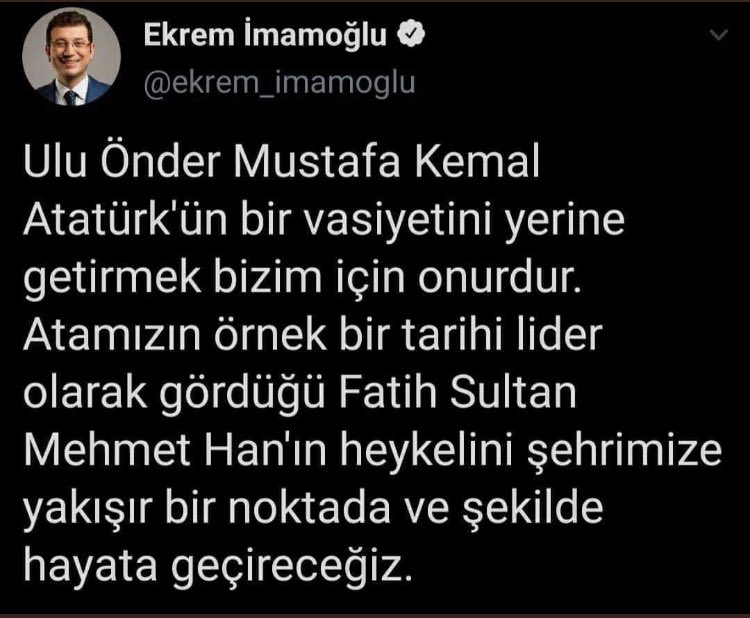 Ekrem İmamoğlu
@ekrem_imamoglu
Ulu Önder Mustafa Kemal
Atatürk'ün bir vasiyetini yerine
getirmek bizim için onurdur.
Atamızın örnek bir tarihi lider
olarak gördüğü Fatih Sultan
Mehmet Han'ın heykelini şehrimize
yakışır bir noktada ve şekilde
hayata geçireceğiz.